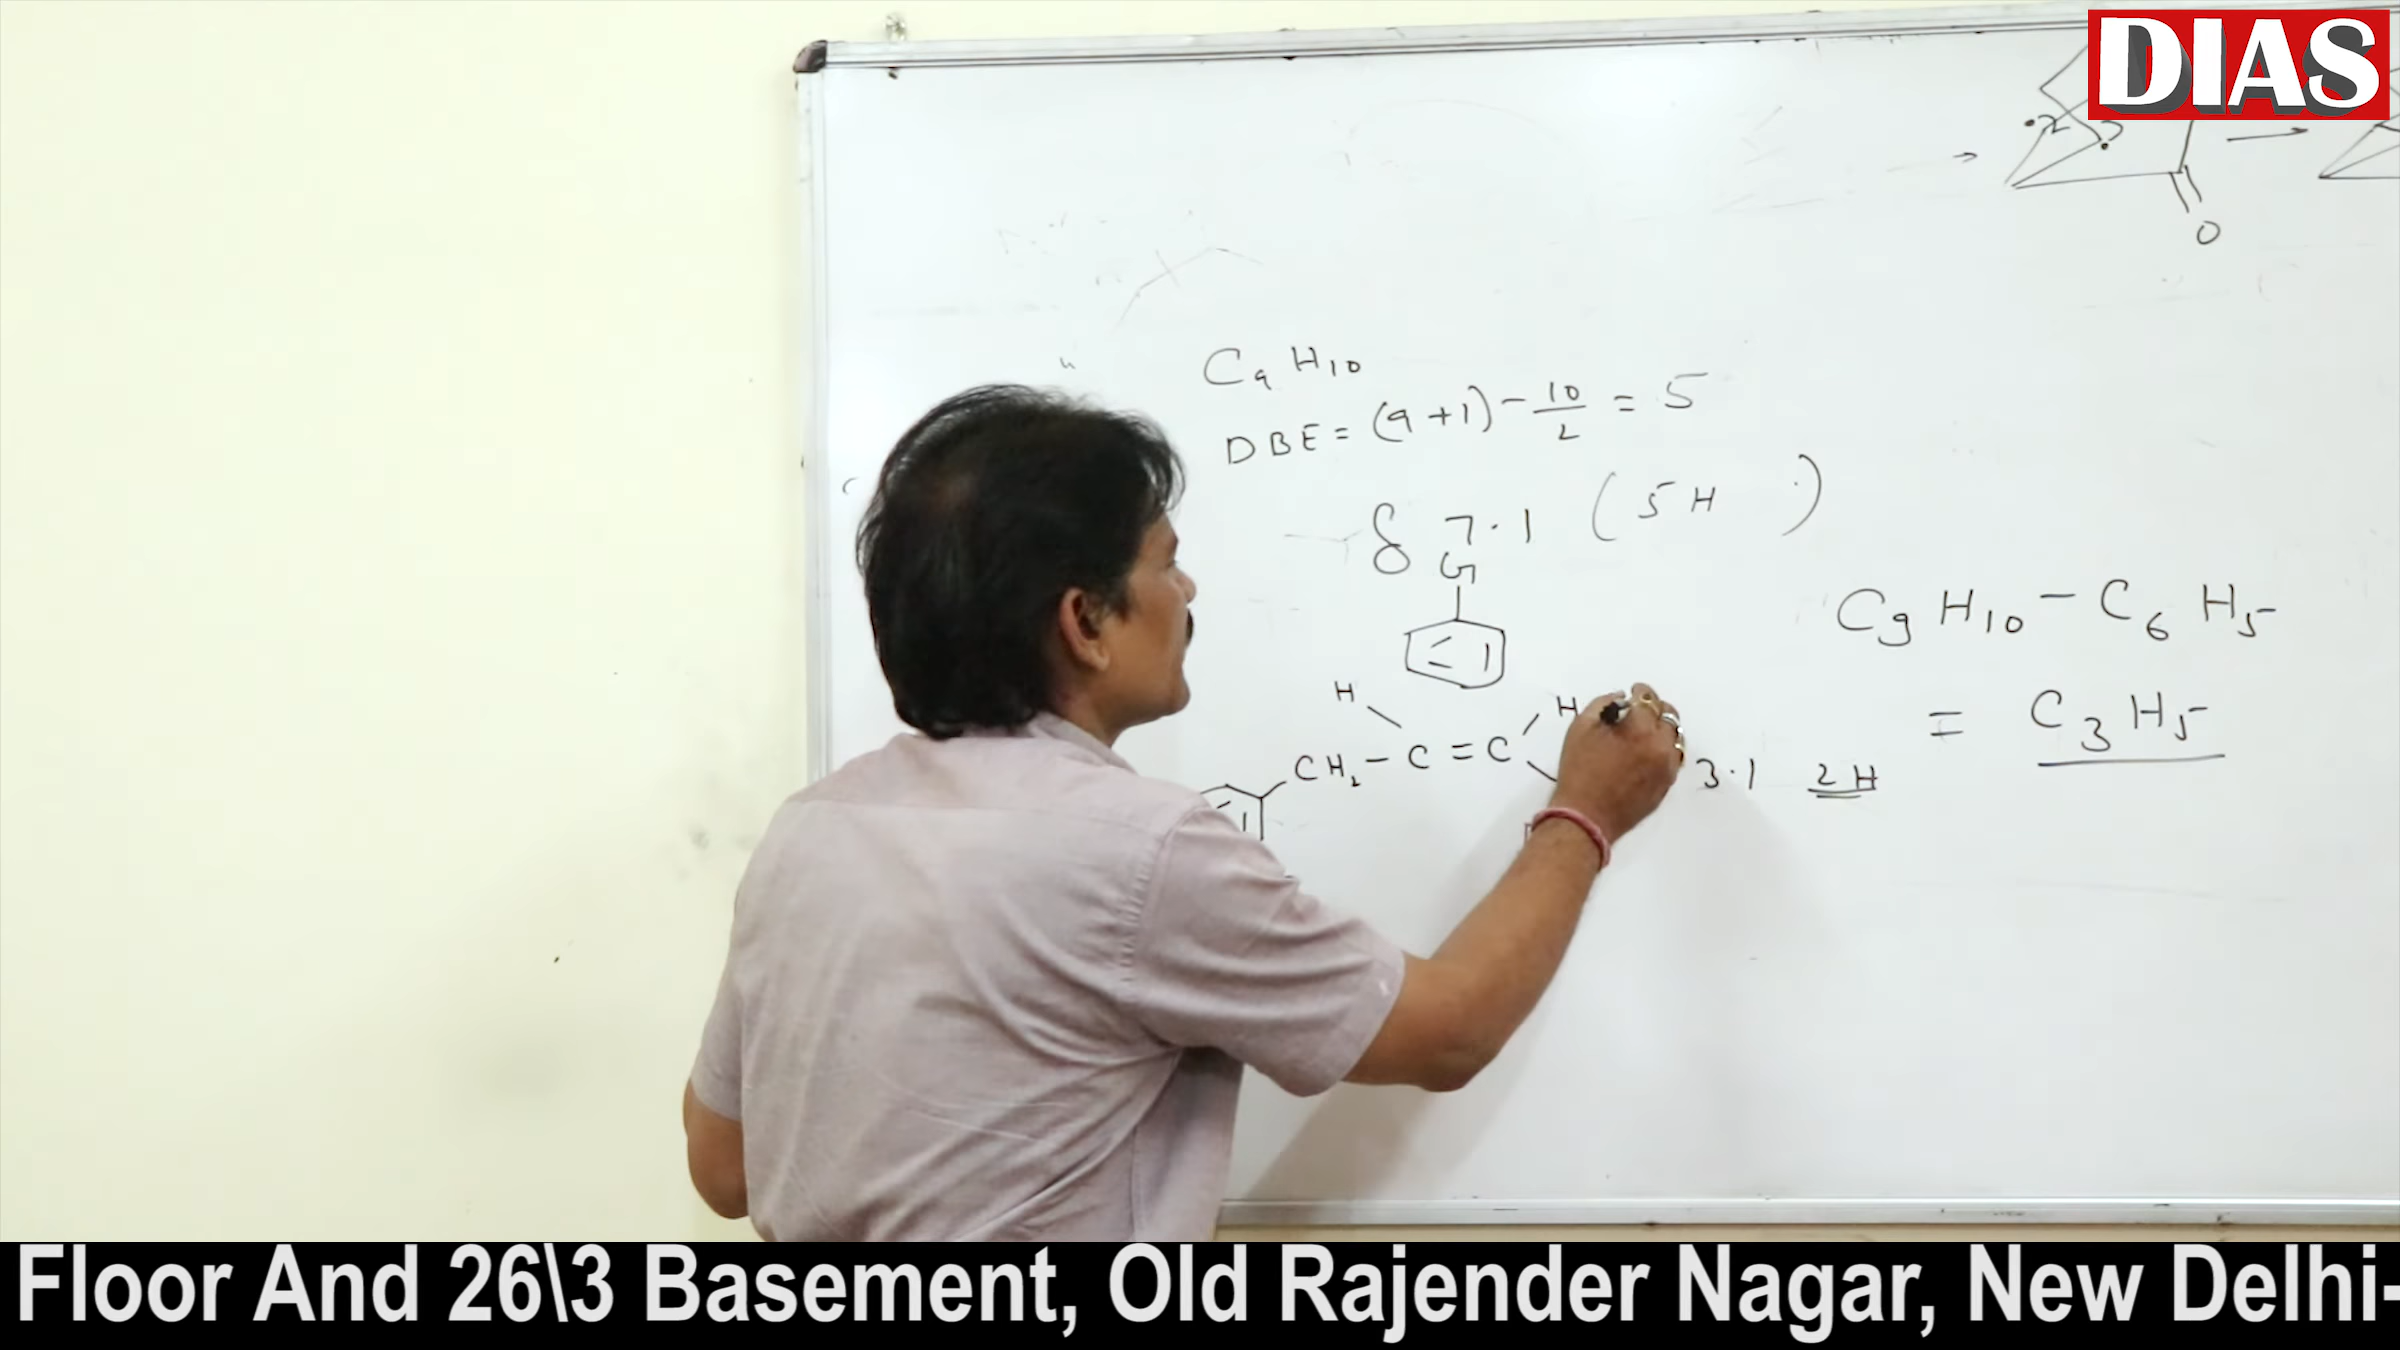 DIAS
O
C9 H10
DBE = (9 + 1) - 10/2 = 5
δ 7.1 (5H )
G
C9 H10 - C6 H5
= C3 H5
H H
CH2 - C = C
3.1 2H
Floor And 26\3 Basement, Old Rajender Nagar, New Delhi-